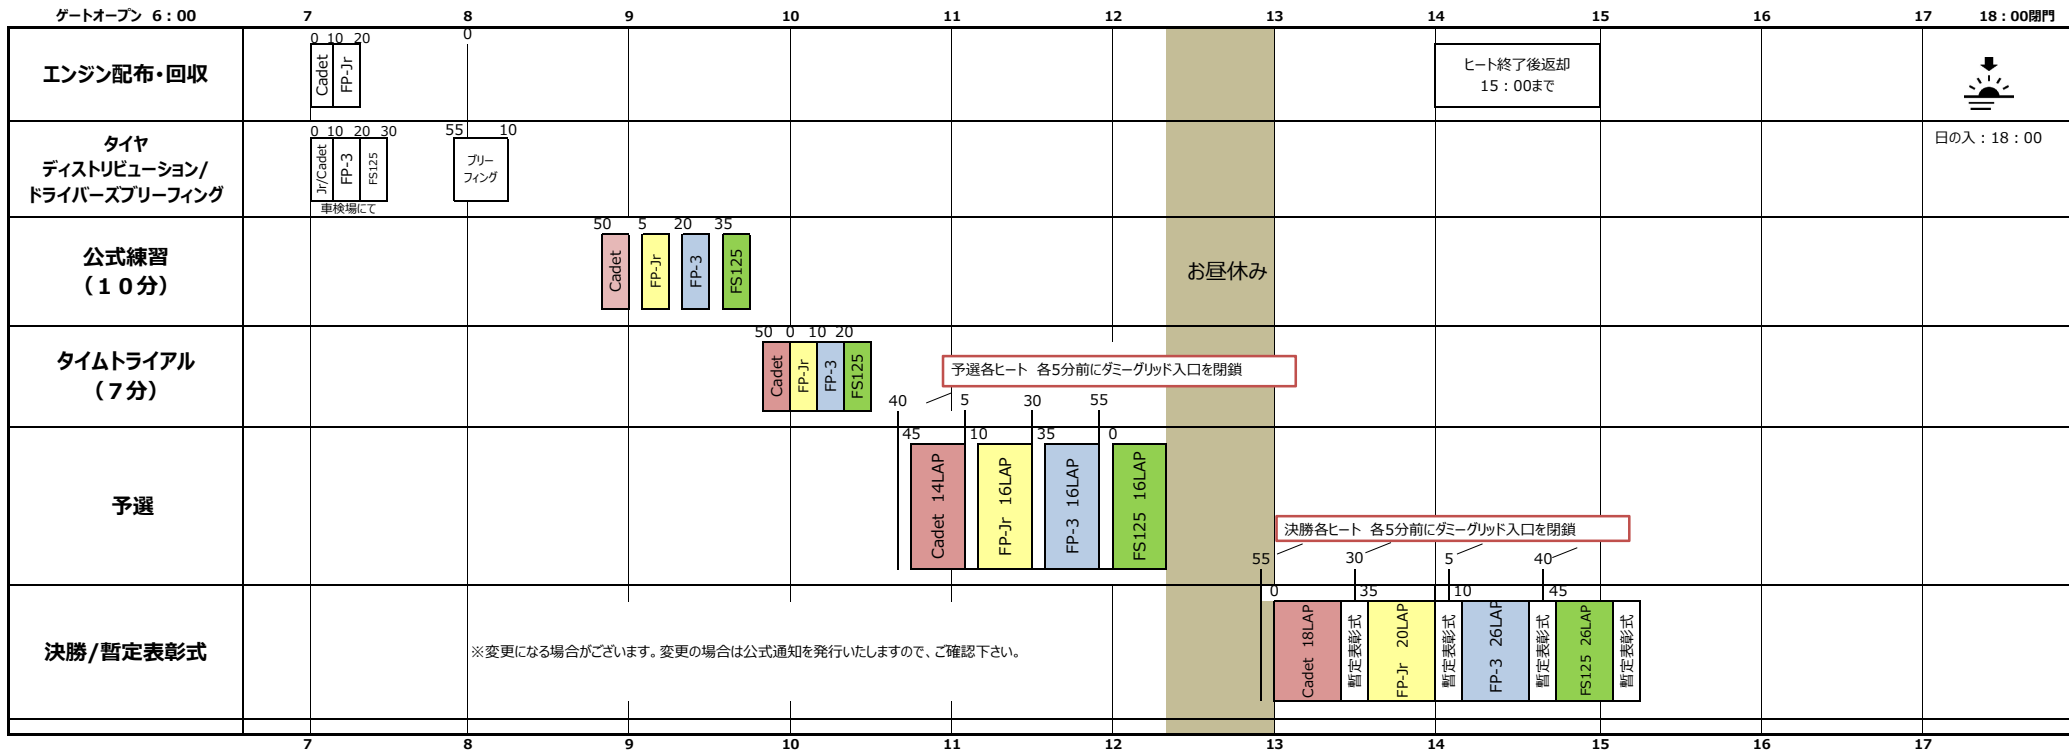 ゲートオープン 6：00 7 8 9 10 11 12 13 14 15 16 17 18：00閉門
0 10 20 0
エンジン配布・回収
Cadet
FP-Jr
ヒート終了後返却
15：00まで
0 10 20 30 55 10
タイヤ
ディストリビューション/
ドライバーズブリーフィング
Jr/Cadet
FP-3
FS125
車検場にて
ブリー
フィング
日の入：18：00
50 5 20 35
公式練習
（１０分）
Cadet
FP-Jr
FP-3
FS125
お昼休み
50 0 10 20
タイムトライアル
（７分）
Cadet
FP-Jr
FP-3
FS125
予選各ヒート 各5分前にダミーグリッド入口を閉鎖
40 5 30 55
45 10 35 0
予選
Cadet 14LAP
FP-Jr 16LAP
FP-3 16LAP
FS125 16LAP
決勝各ヒート 各5分前にダミーグリッド入口を閉鎖
55 30 5 40
0 35 10 45
決勝/暫定表彰式
※変更になる場合がございます。変更の場合は公式通知を発行いたしますので、ご確認下さい。
Cadet 18LAP
暫定表彰式
FP-Jr 20LAP
暫定表彰式
FP-3 26LAP
暫定表彰式
FS125 26LAP
暫定表彰式
7 8 9 10 11 12 13 14 15 16 17